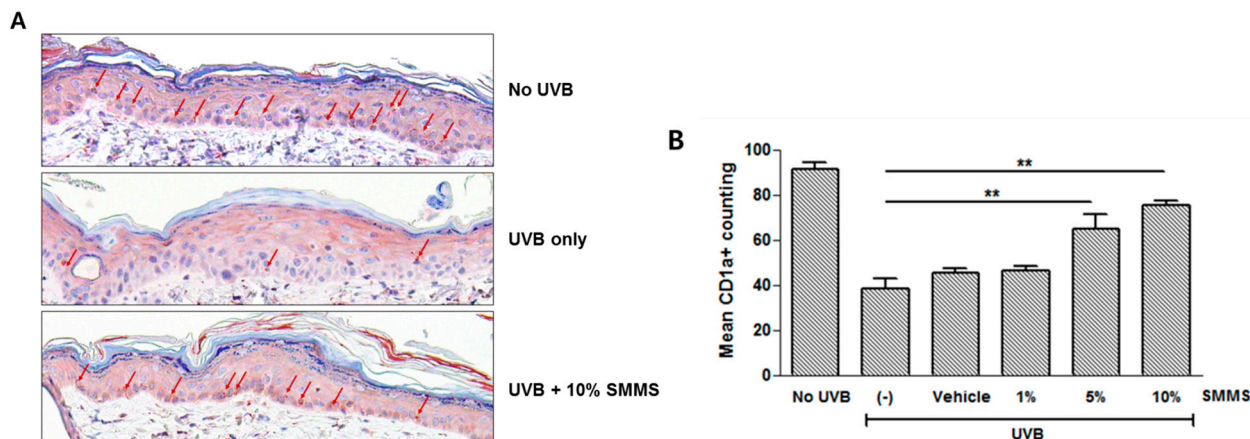 A
No UVB
UVB only
UVB + 10% SMMS
B
Mean CD1a+ counting
100
80
60
40
20
0
**
**
No UVB (-) Vehicle 1% 5% 10% SMMS
UVB